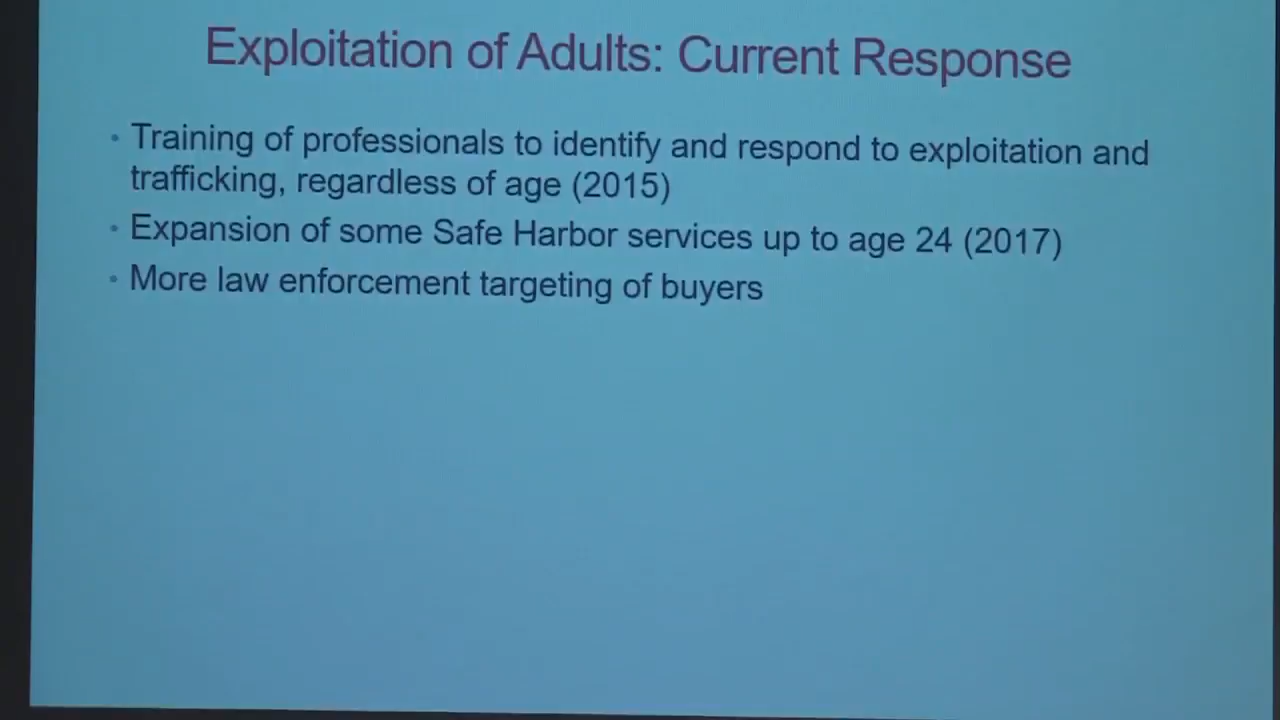 Exploitation of Adults: Current Response
• Training of professionals to identify and respond to exploitation and
trafficking, regardless of age (2015)
• Expansion of some Safe Harbor services up to age 24 (2017)
• More law enforcement targeting of buyers